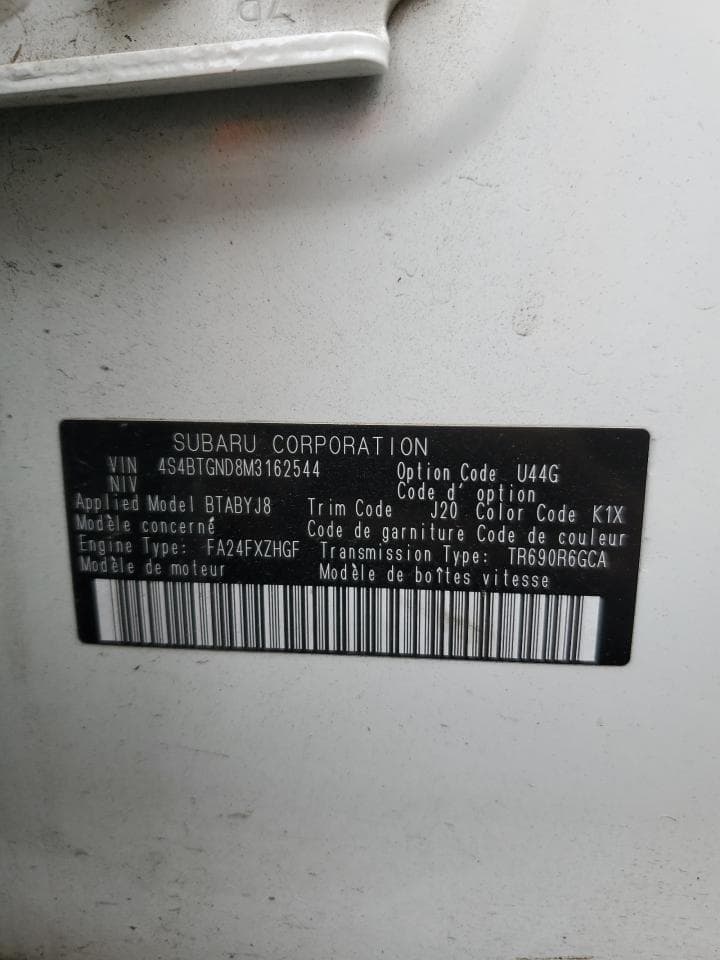 SUBARU CORPORATION
VIN 4S4BTGND8M3162544 Option Code U44G
NIV Code d'option
Applied Model BTABYJ8 Trim Code J20 Color Code K1X
Modèle concerné Code de garniture Code de couleur
Engine Type: FA24FXZHGF Transmission Type: TR690R6GCA
Modèle de moteur Modèle de boîtes vitesse